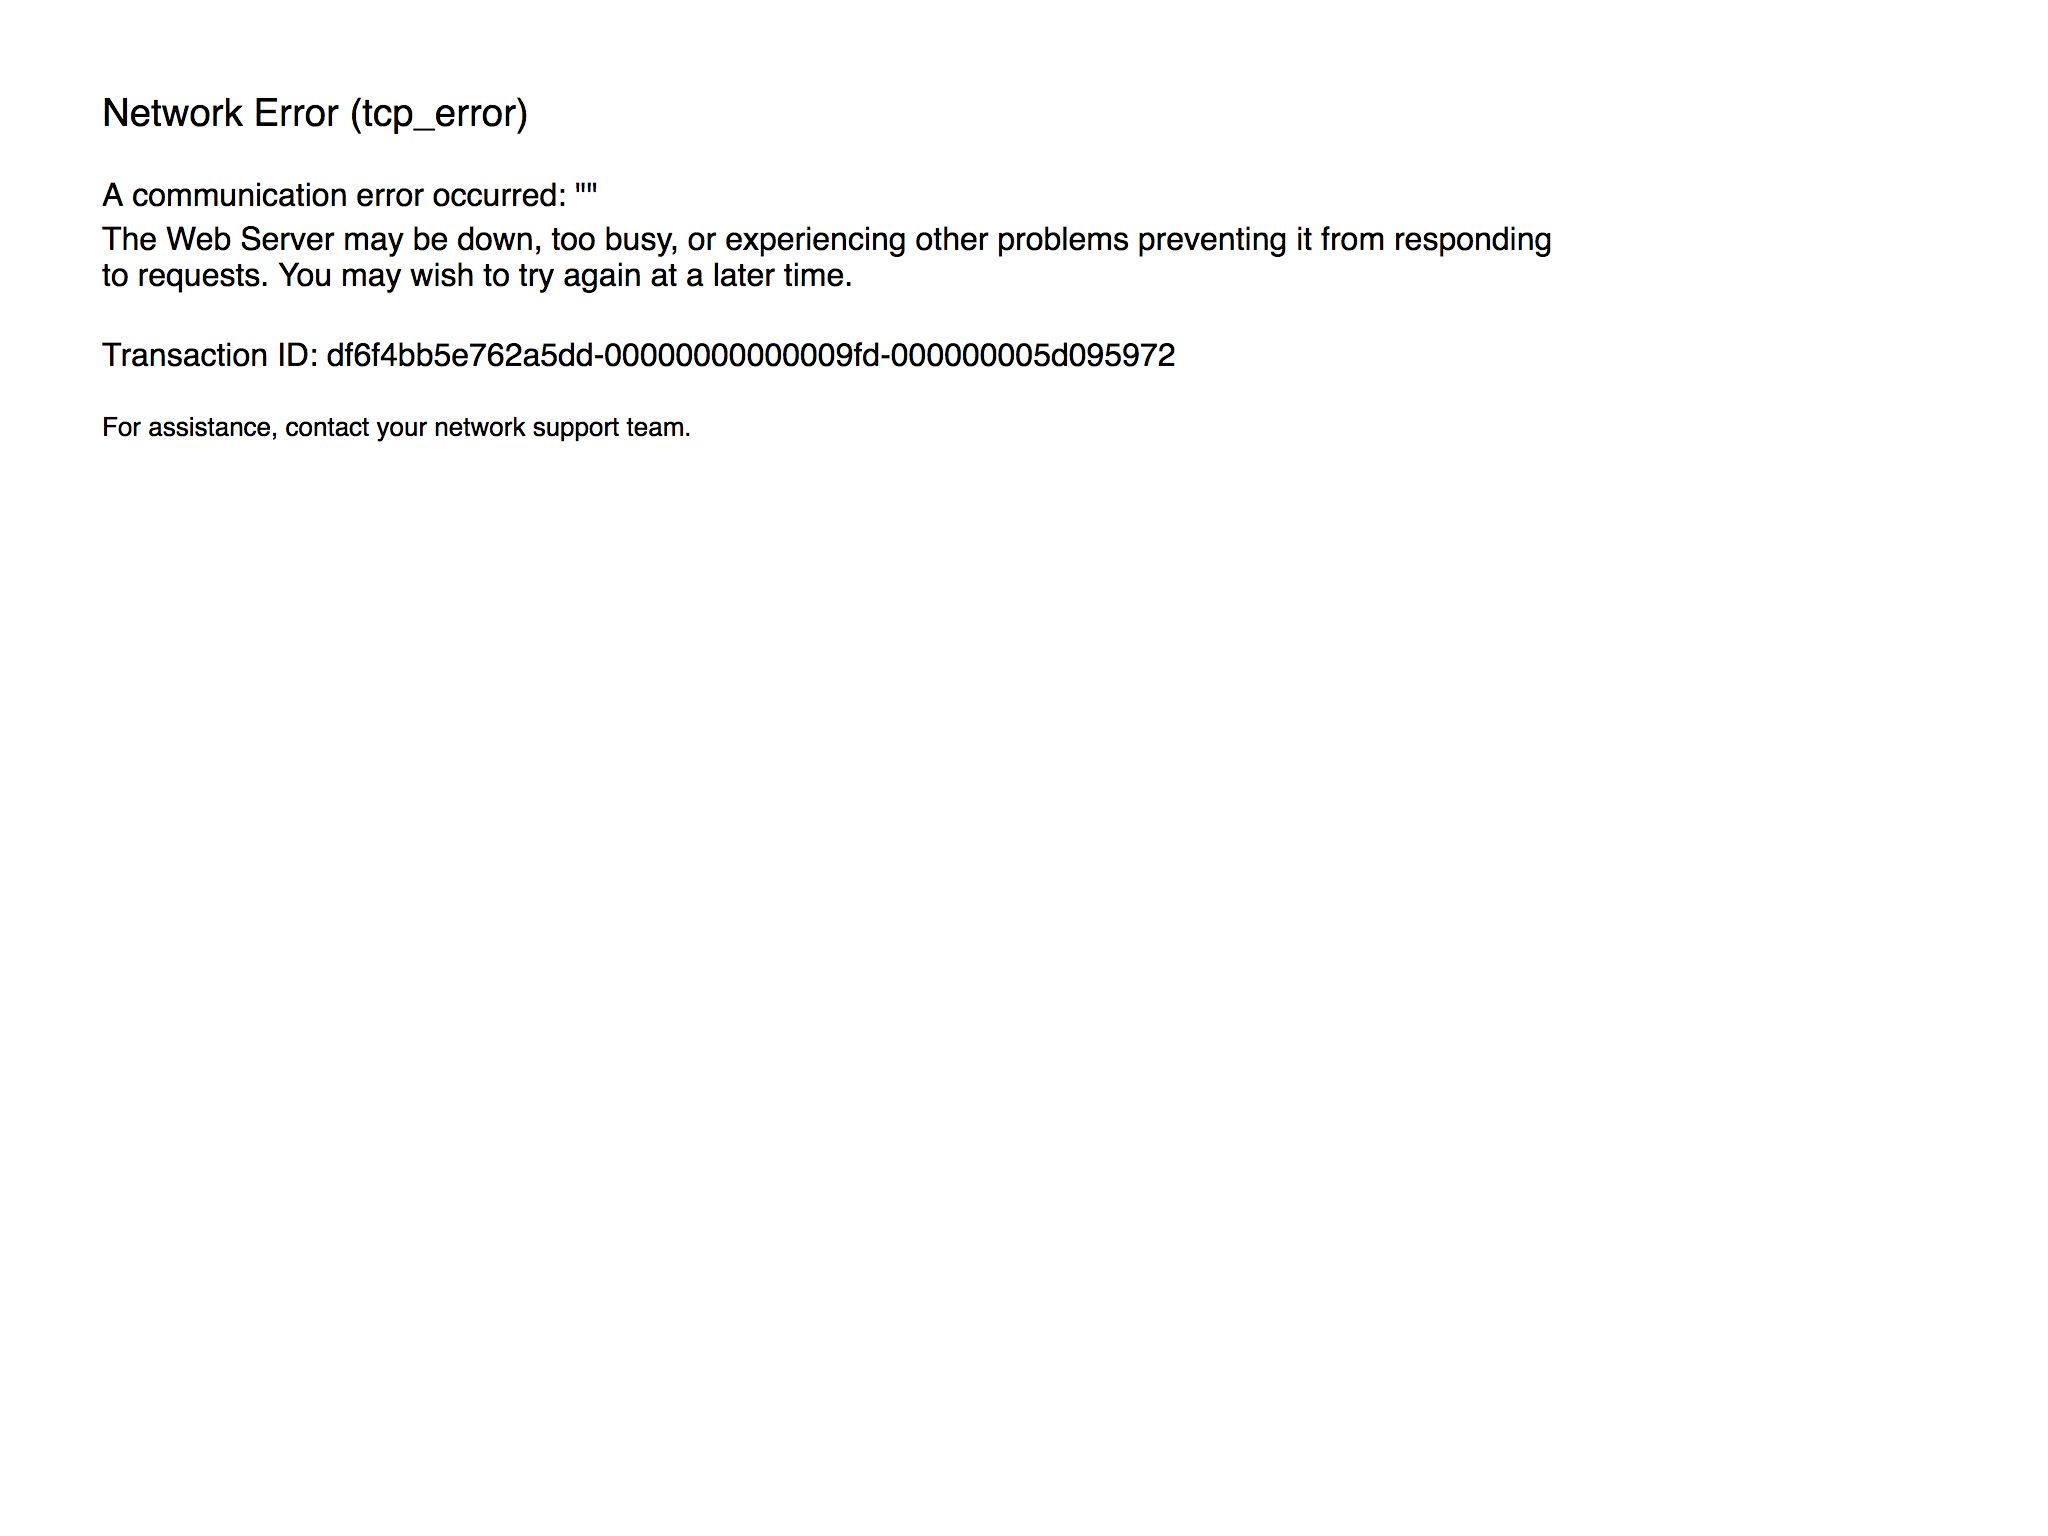 Network Error (tcp_error)
A communication error occurred: ""
The Web Server may be down, too busy, or experiencing other problems preventing it from responding
to requests. You may wish to try again at a later time.
Transaction ID: df6f4bb5e762a5dd-00000000000009fd-000000005d095972
For assistance, contact your network support team.